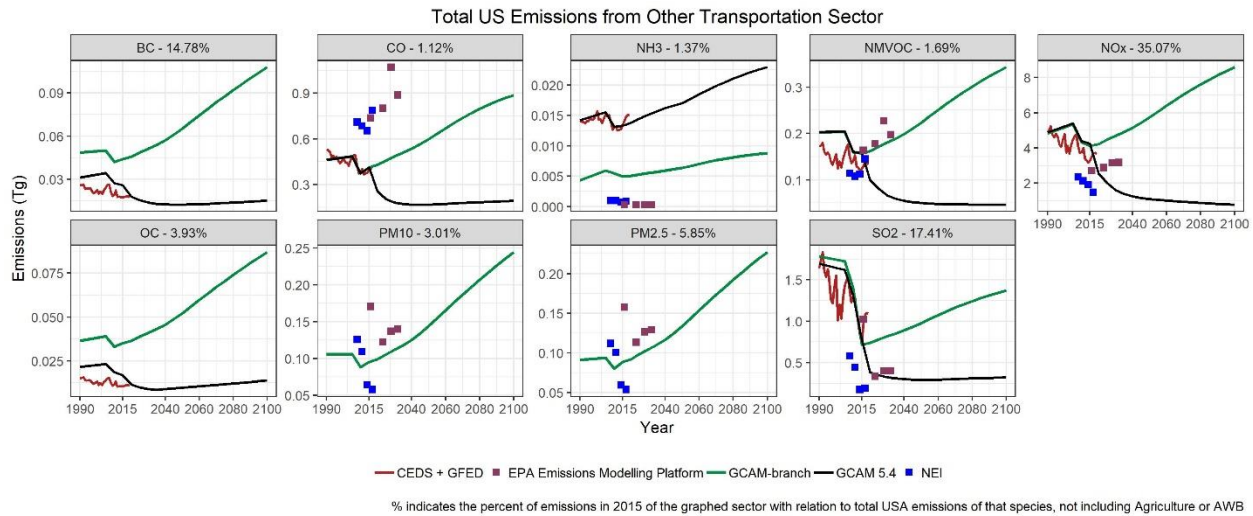 Total US Emissions from Other Transportation Sector
BC - 14.78%
CO - 1.12%
NH3 - 1.37%
NMVOC - 1.69%
NOx - 35.07%
0.09
0.06
0.03
0.9
0.6
0.3
0.020
0.015
0.010
0.005
0.000
0.3
0.2
0.1
8
6
4
2
1990 2015 2040 2060 2080 2100
OC - 3.93%
PM10 - 3.01%
PM2.5 - 5.85%
SO2 - 17.41%
0.075
0.050
0.025
0.25
0.20
0.15
0.10
0.05
0.20
0.15
0.10
0.05
1.5
1.0
0.5
1990 2015 2040 2060 2080 2100
1990 2015 2040 2060 2080 2100
1990 2015 2040 2060 2080 2100
1990 2015 2040 2060 2080 2100
Emissions (Tg)
Year
CEDS + GFED EPA Emissions Modelling Platform GCAM-branch GCAM 5.4 NEI
% indicates the percent of emissions in 2015 of the graphed sector with relation to total USA emissions of that species, not including Agriculture or AWB